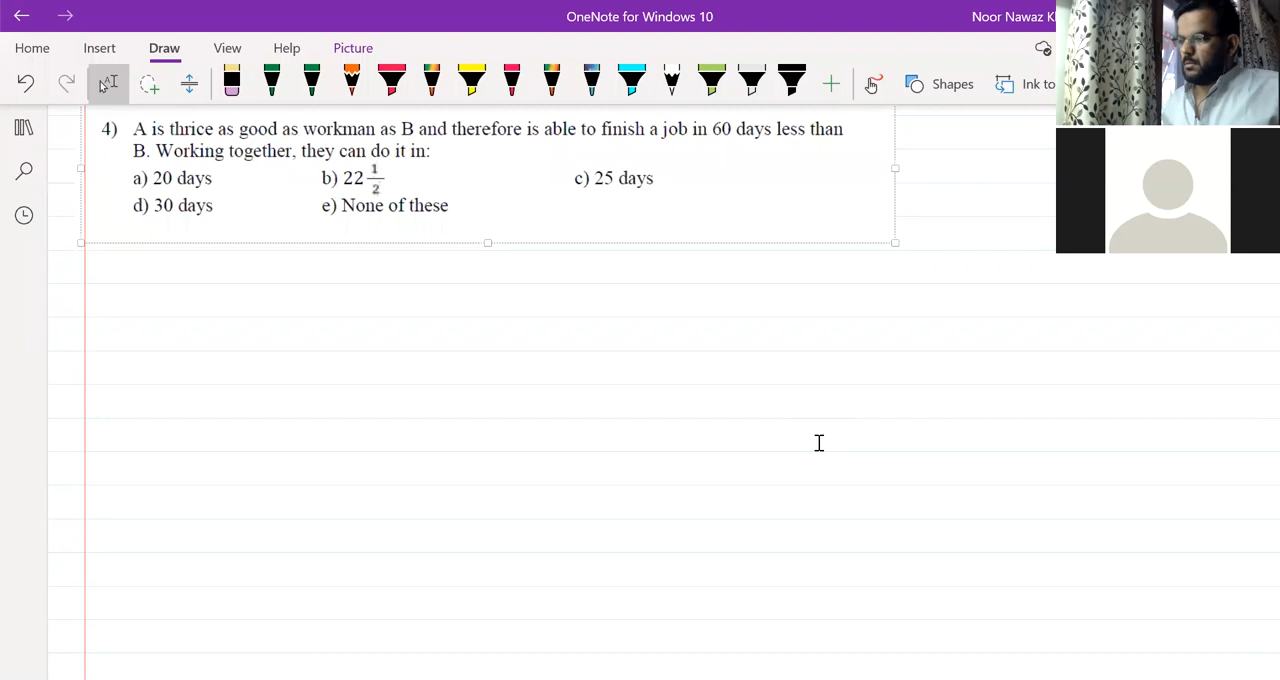 OneNote for Windows 10
Noor Nawaz Kh
Home Insert Draw View Help Picture
Shapes Ink to
4) A is thrice as good as workman as B and therefore is able to finish a job in 60 days less than
B. Working together, they can do it in:
a) 20 days b) 22 1/2 c) 25 days
d) 30 days e) None of these